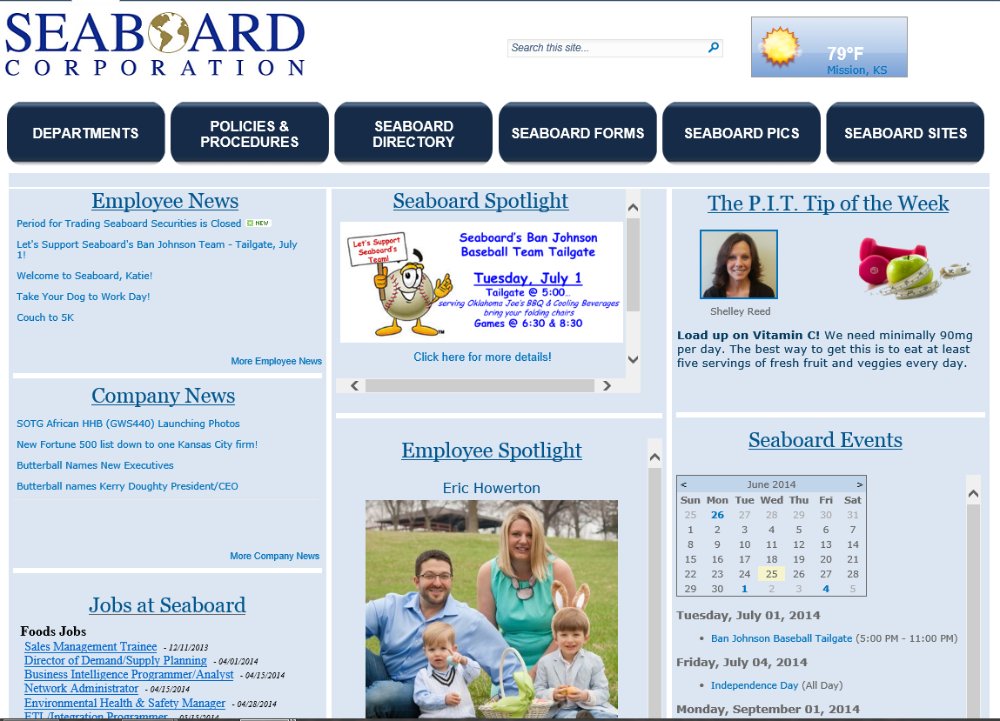 SEABOARD
CORPORATION
Search this site...
79°F
Mission, KS
DEPARTMENTS
POLICIES &
PROCEDURES
SEABOARD
DIRECTORY
SEABOARD FORMS
SEABOARD PICS
SEABOARD SITES
Employee News
Period for Trading Seaboard Securities is Closed NEW
Let's Support Seaboard's Ban Johnson Team - Tailgate, July
1!
Welcome to Seaboard, Katie!
Take Your Dog to Work Day!
Couch to 5K
More Employee News
Company News
SOTG African HHB (GWS440) Launching Photos
New Fortune 500 list down to one Kansas City firm!
Butterball Names New Executives
Butterball names Kerry Doughty President/CEO
More Company News
Jobs at Seaboard
Foods Jobs
Sales Management Trainee - 12/11/2013
Director of Demand/Supply Planning - 04/01/2014
Business Intelligence Programmer/Analyst - 04/15/2014
Network Administrator - 04/15/2014
Environmental Health & Safety Manager - 04/28/2014
ETL/Integration Programmer - 05/15/2014
Seaboard Spotlight
Let's Support
Seaboard's
Team!
Seaboard's Ban Johnson
Baseball Team Tailgate
Tuesday, July 1
Tailgate @ 5:00...
serving Oklahoma Joe's BBQ & Cooling Beverages
bring your folding chairs
Games @ 6:30 & 8:30
Click here for more details!
Employee Spotlight
Eric Howerton
The P.I.T. Tip of the Week
Shelley Reed
Load up on Vitamin C! We need minimally 90mg
per day. The best way to get this is to eat at least
five servings of fresh fruit and veggies every day.
Seaboard Events
< June 2014 >
Sun Mon Tue Wed Thu Fri Sat
25 26 27 28 29 30 31
1 2 3 4 5 6 7
8 9 10 11 12 13 14
15 16 17 18 19 20 21
22 23 24 25 26 27 28
29 30 1 2 3 4 5
Tuesday, July 01, 2014
• Ban Johnson Baseball Tailgate (5:00 PM - 11:00 PM)
Friday, July 04, 2014
• Independence Day (All Day)
Monday, September 01, 2014